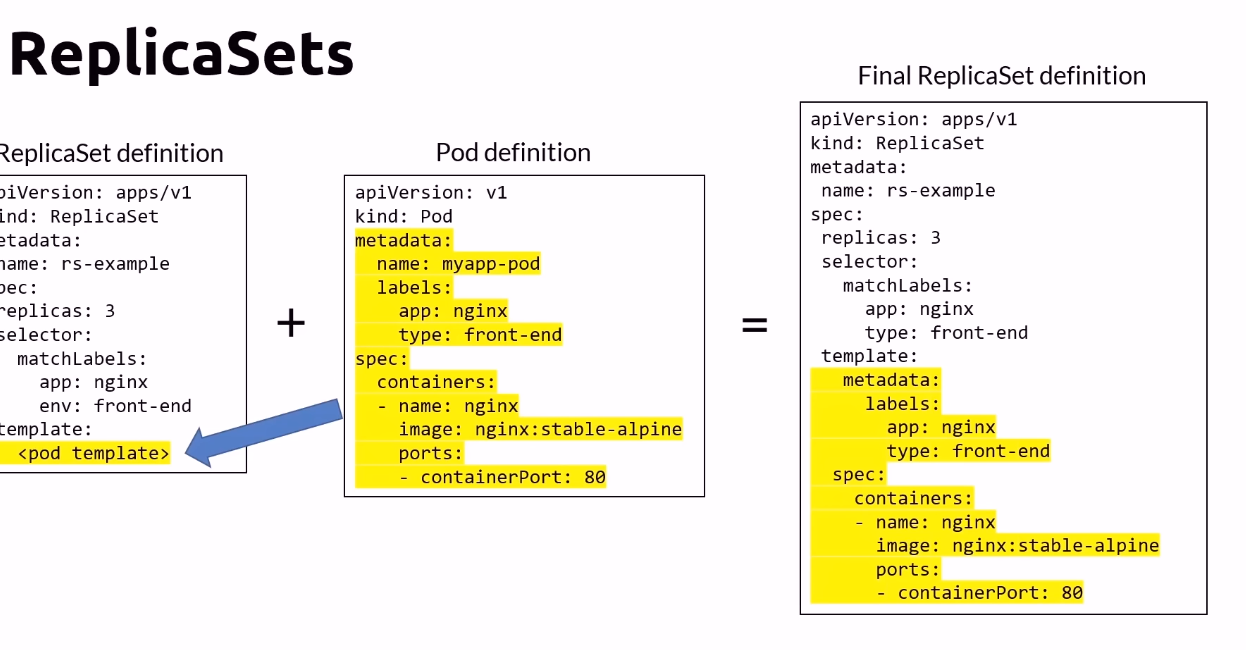 ReplicaSets
ReplicaSet definition
piVersion: apps/v1
ind: ReplicaSet
etadata:
name: rs-example
pec:
replicas: 3
selector:
matchLabels:
app: nginx
env: front-end
template:
<pod template>
+
Pod definition
apiVersion: v1
kind: Pod
metadata:
name: myapp-pod
labels:
app: nginx
type: front-end
spec:
containers:
- name: nginx
image: nginx:stable-alpine
ports:
- containerPort: 80
=
Final ReplicaSet definition
apiVersion: apps/v1
kind: ReplicaSet
metadata:
name: rs-example
spec:
replicas: 3
selector:
matchLabels:
app: nginx
type: front-end
template:
metadata:
labels:
app: nginx
type: front-end
spec:
containers:
- name: nginx
image: nginx:stable-alpine
ports:
- containerPort: 80